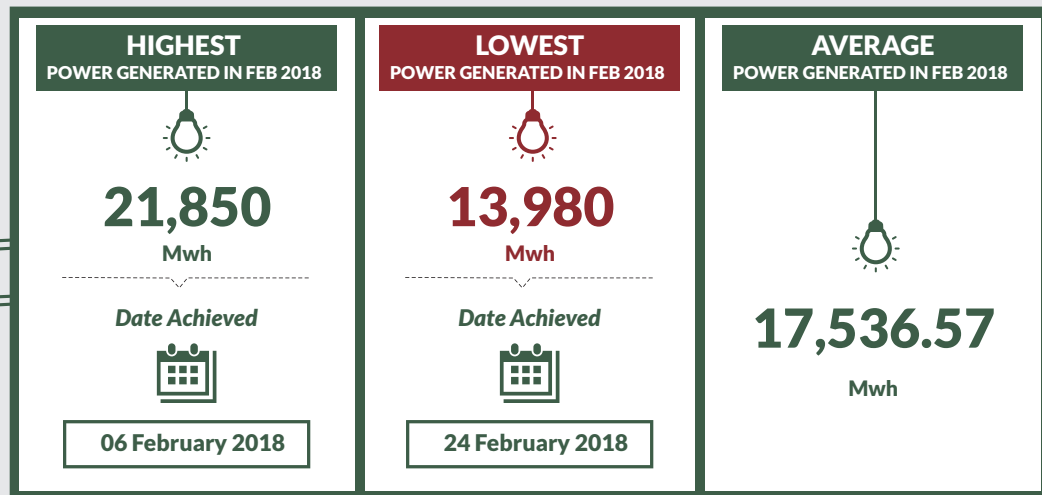 HIGHEST
POWER GENERATED IN FEB 2018
21,850
Mwh
Date Achieved
06 February 2018
LOWEST
POWER GENERATED IN FEB 2018
13,980
Mwh
Date Achieved
24 February 2018
AVERAGE
POWER GENERATED IN FEB 2018
17,536.57
Mwh